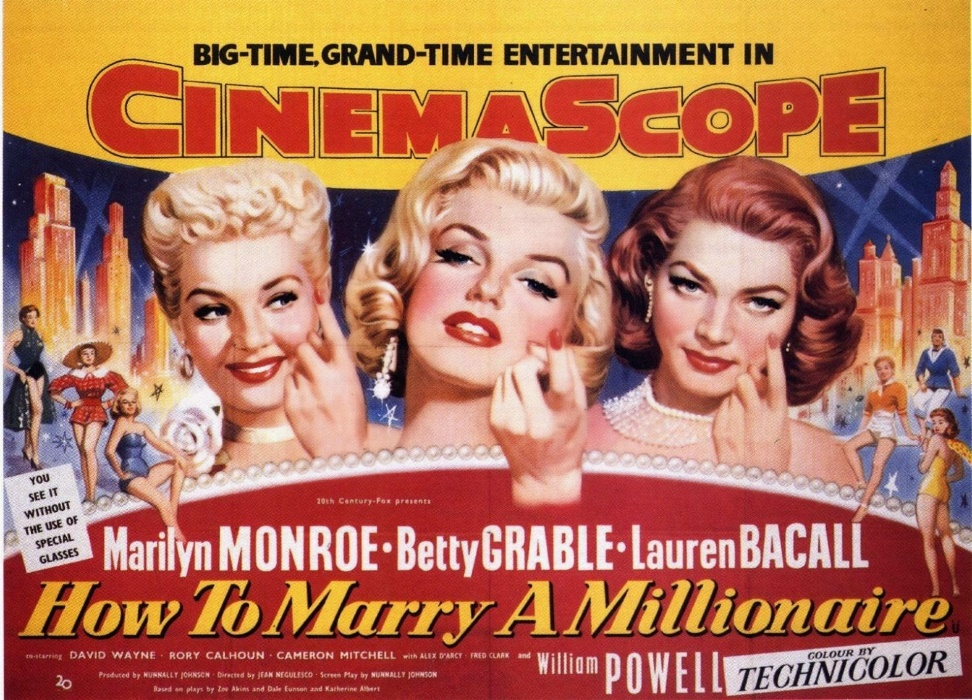 BIG-TIME, GRAND-TIME ENTERTAINMENT IN
CINEMASCOPE
YOU
SEE IT
WITHOUT
THE USE OF
SPECIAL
GLASSES
20th Century-Fox presents
Marilyn MONROE · Betty GRABLE · Lauren BACALL
How To Marry A Millionaire
U
co-starring DAVID WAYNE · RORY CALHOUN · CAMERON MITCHELL with ALEX D'ARCY · FRED CLARK and William POWELL
Produced by NUNNALLY JOHNSON · Directed by JEAN NEGULESCO · Screen Play by NUNNALLY JOHNSON
Based on plays by Zoe Akins and Dale Eunson and Katherine Albert
20
COLOUR BY
TECHNICOLOR